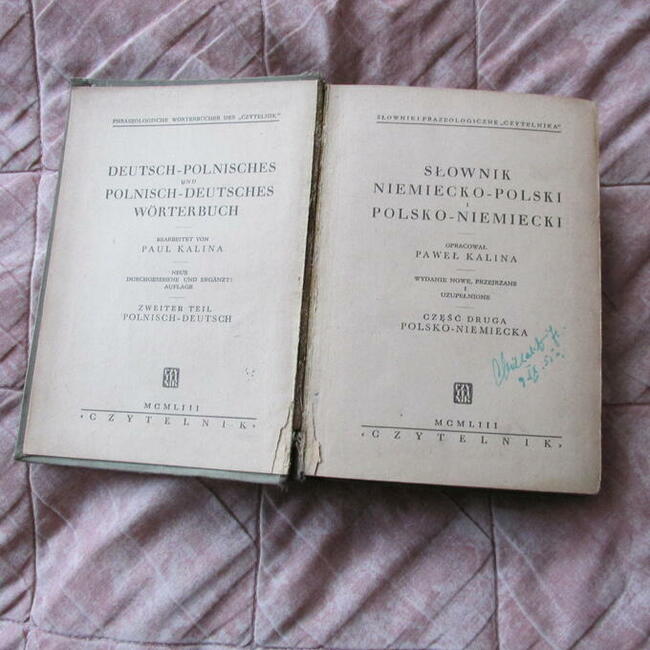 PHRASEOLOGISCHE WÖRTERBÜCHER DES „CZYTELNIK"
DEUTSCH-POLNISCHES
UND
POLNISCH-DEUTSCHES
WÖRTERBUCH
BEARBEITET VON
PAUL KALINA
NEUE
DURCHGESEHENE UND ERGÄNZTE
AUFLAGE
ZWEITER TEIL
POLNISCH-DEUTSCH
MCMLIII
«CZYTELNIK»
SŁOWNIKI FRAZEOLOGICZNE „CZYTELNIKA"
SŁOWNIK
NIEMIECKO-POLSKI
I
POLSKO-NIEMIECKI
OPRACOWAŁ
PAWEŁ KALINA
WYDANIE NOWE, PRZEJRZANE
I
UZUPEŁNIONE
CZĘŚĆ DRUGA
POLSKO-NIEMIECKA
MCMLIII
«CZYTELNIK»